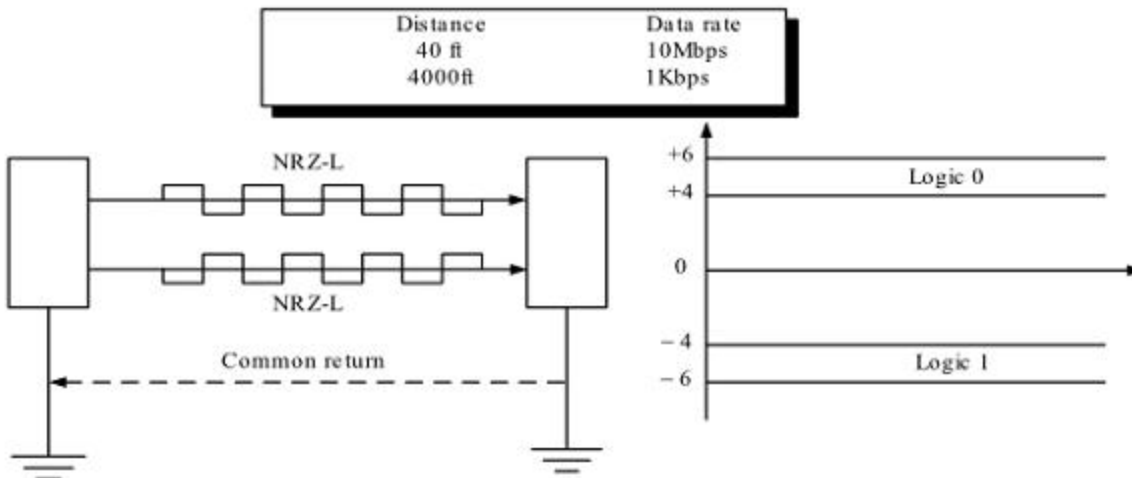 Distance Data rate
40 ft 10Mbps
4000ft 1Kbps
NRZ-L
NRZ-L
Common return
+6
Logic 0
+4
0
– 4
Logic 1
– 6